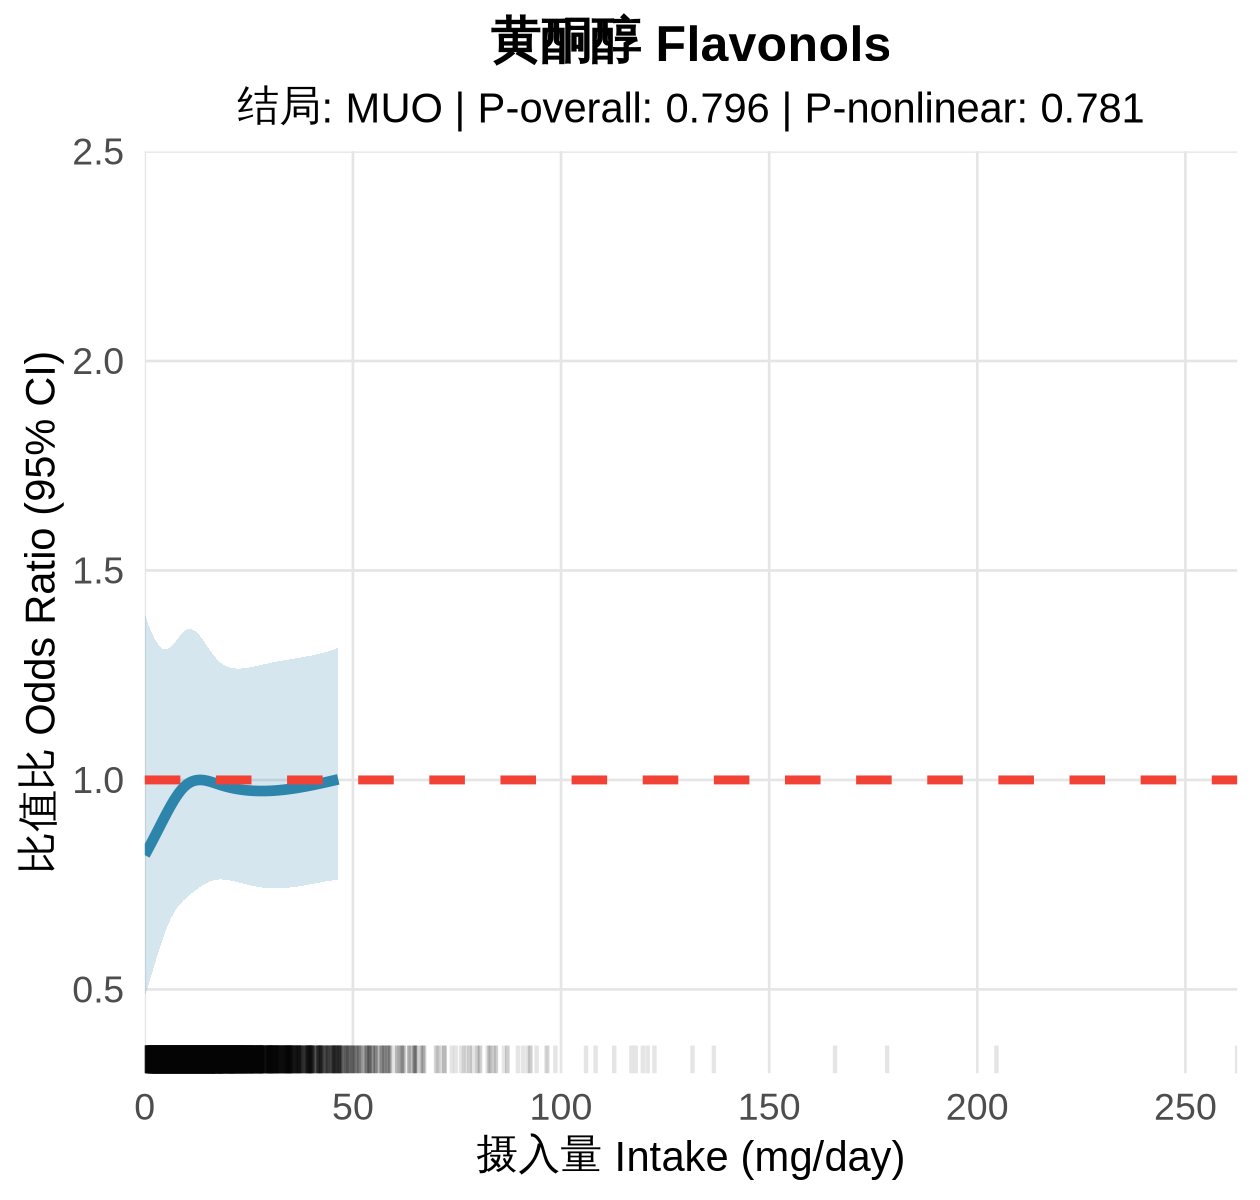 黄酮醇 Flavonols
结局: MUO | P-overall: 0.796 | P-nonlinear: 0.781
2.5
2.0
1.5
1.0
0.5
比值比 Odds Ratio (95% CI)
0 50 100 150 200 250
摄入量 Intake (mg/day)